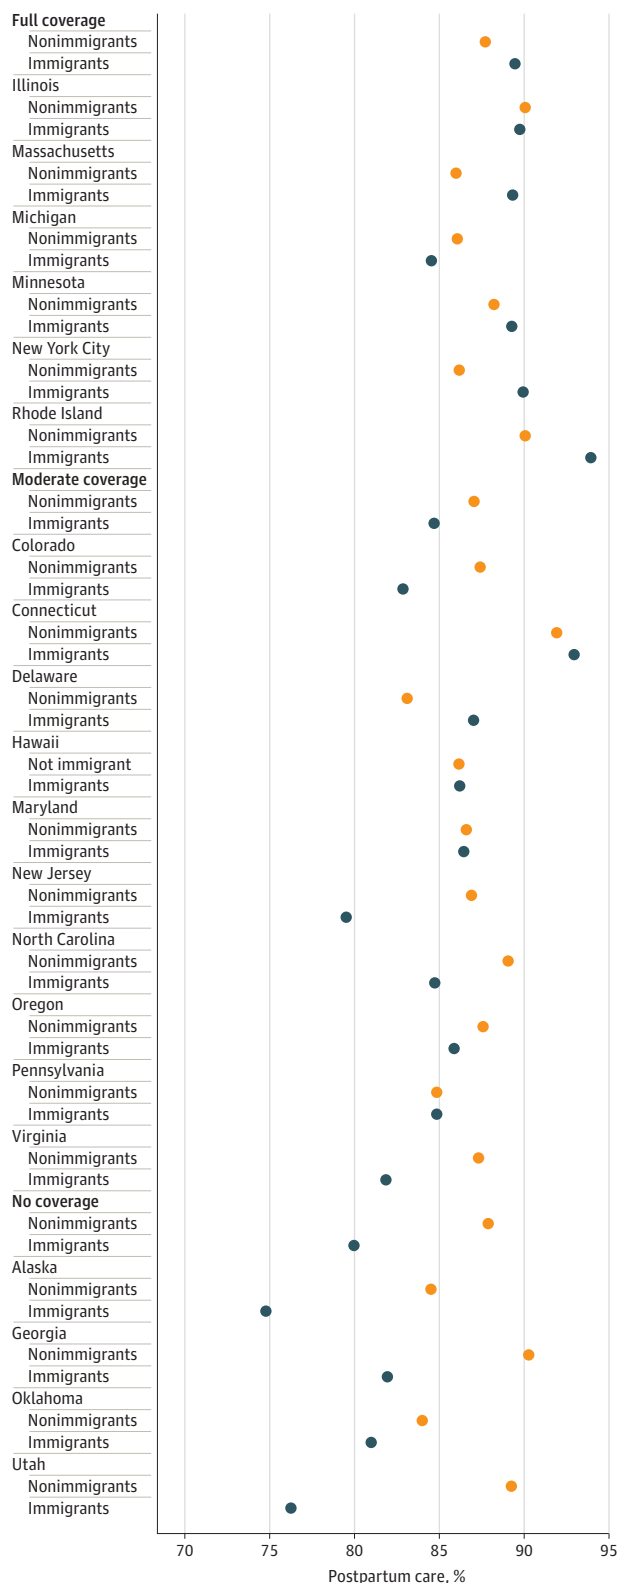 Full coverage
Nonimmigrants
Immigrants
Illinois
Nonimmigrants
Immigrants
Massachusetts
Nonimmigrants
Immigrants
Michigan
Nonimmigrants
Immigrants
Minnesota
Nonimmigrants
Immigrants
New York City
Nonimmigrants
Immigrants
Rhode Island
Nonimmigrants
Immigrants
Moderate coverage
Nonimmigrants
Immigrants
Colorado
Nonimmigrants
Immigrants
Connecticut
Nonimmigrants
Immigrants
Delaware
Nonimmigrants
Immigrants
Hawaii
Not immigrant
Immigrants
Maryland
Nonimmigrants
Immigrants
New Jersey
Nonimmigrants
Immigrants
North Carolina
Nonimmigrants
Immigrants
Oregon
Nonimmigrants
Immigrants
Pennsylvania
Nonimmigrants
Immigrants
Virginia
Nonimmigrants
Immigrants
No coverage
Nonimmigrants
Immigrants
Alaska
Nonimmigrants
Immigrants
Georgia
Nonimmigrants
Immigrants
Oklahoma
Nonimmigrants
Immigrants
Utah
Nonimmigrants
Immigrants
70 75 80 85 90 95
Postpartum care, %